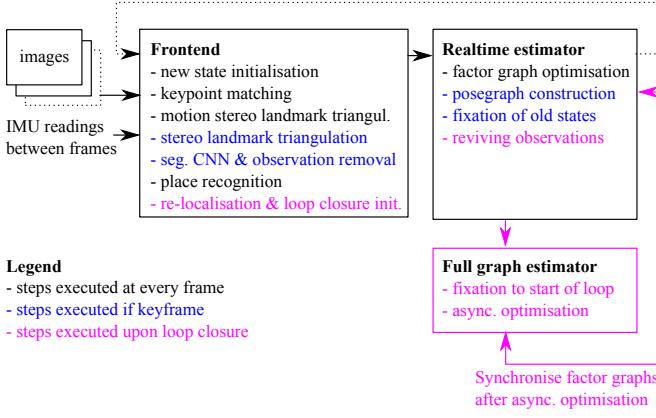 images
IMU readings
between frames
Frontend
- new state initialisation
- keypoint matching
- motion stereo landmark triangul.
- stereo landmark triangulation
- seg. CNN & observation removal
- place recognition
- re-localisation & loop closure init.
Realtime estimator
- factor graph optimisation
- posegraph construction
- fixation of old states
- reviving observations
Legend
- steps executed at every frame
- steps executed if keyframe
- steps executed upon loop closure
Full graph estimator
- fixation to start of loop
- async. optimisation
Synchronise factor graphs
after async. optimisation